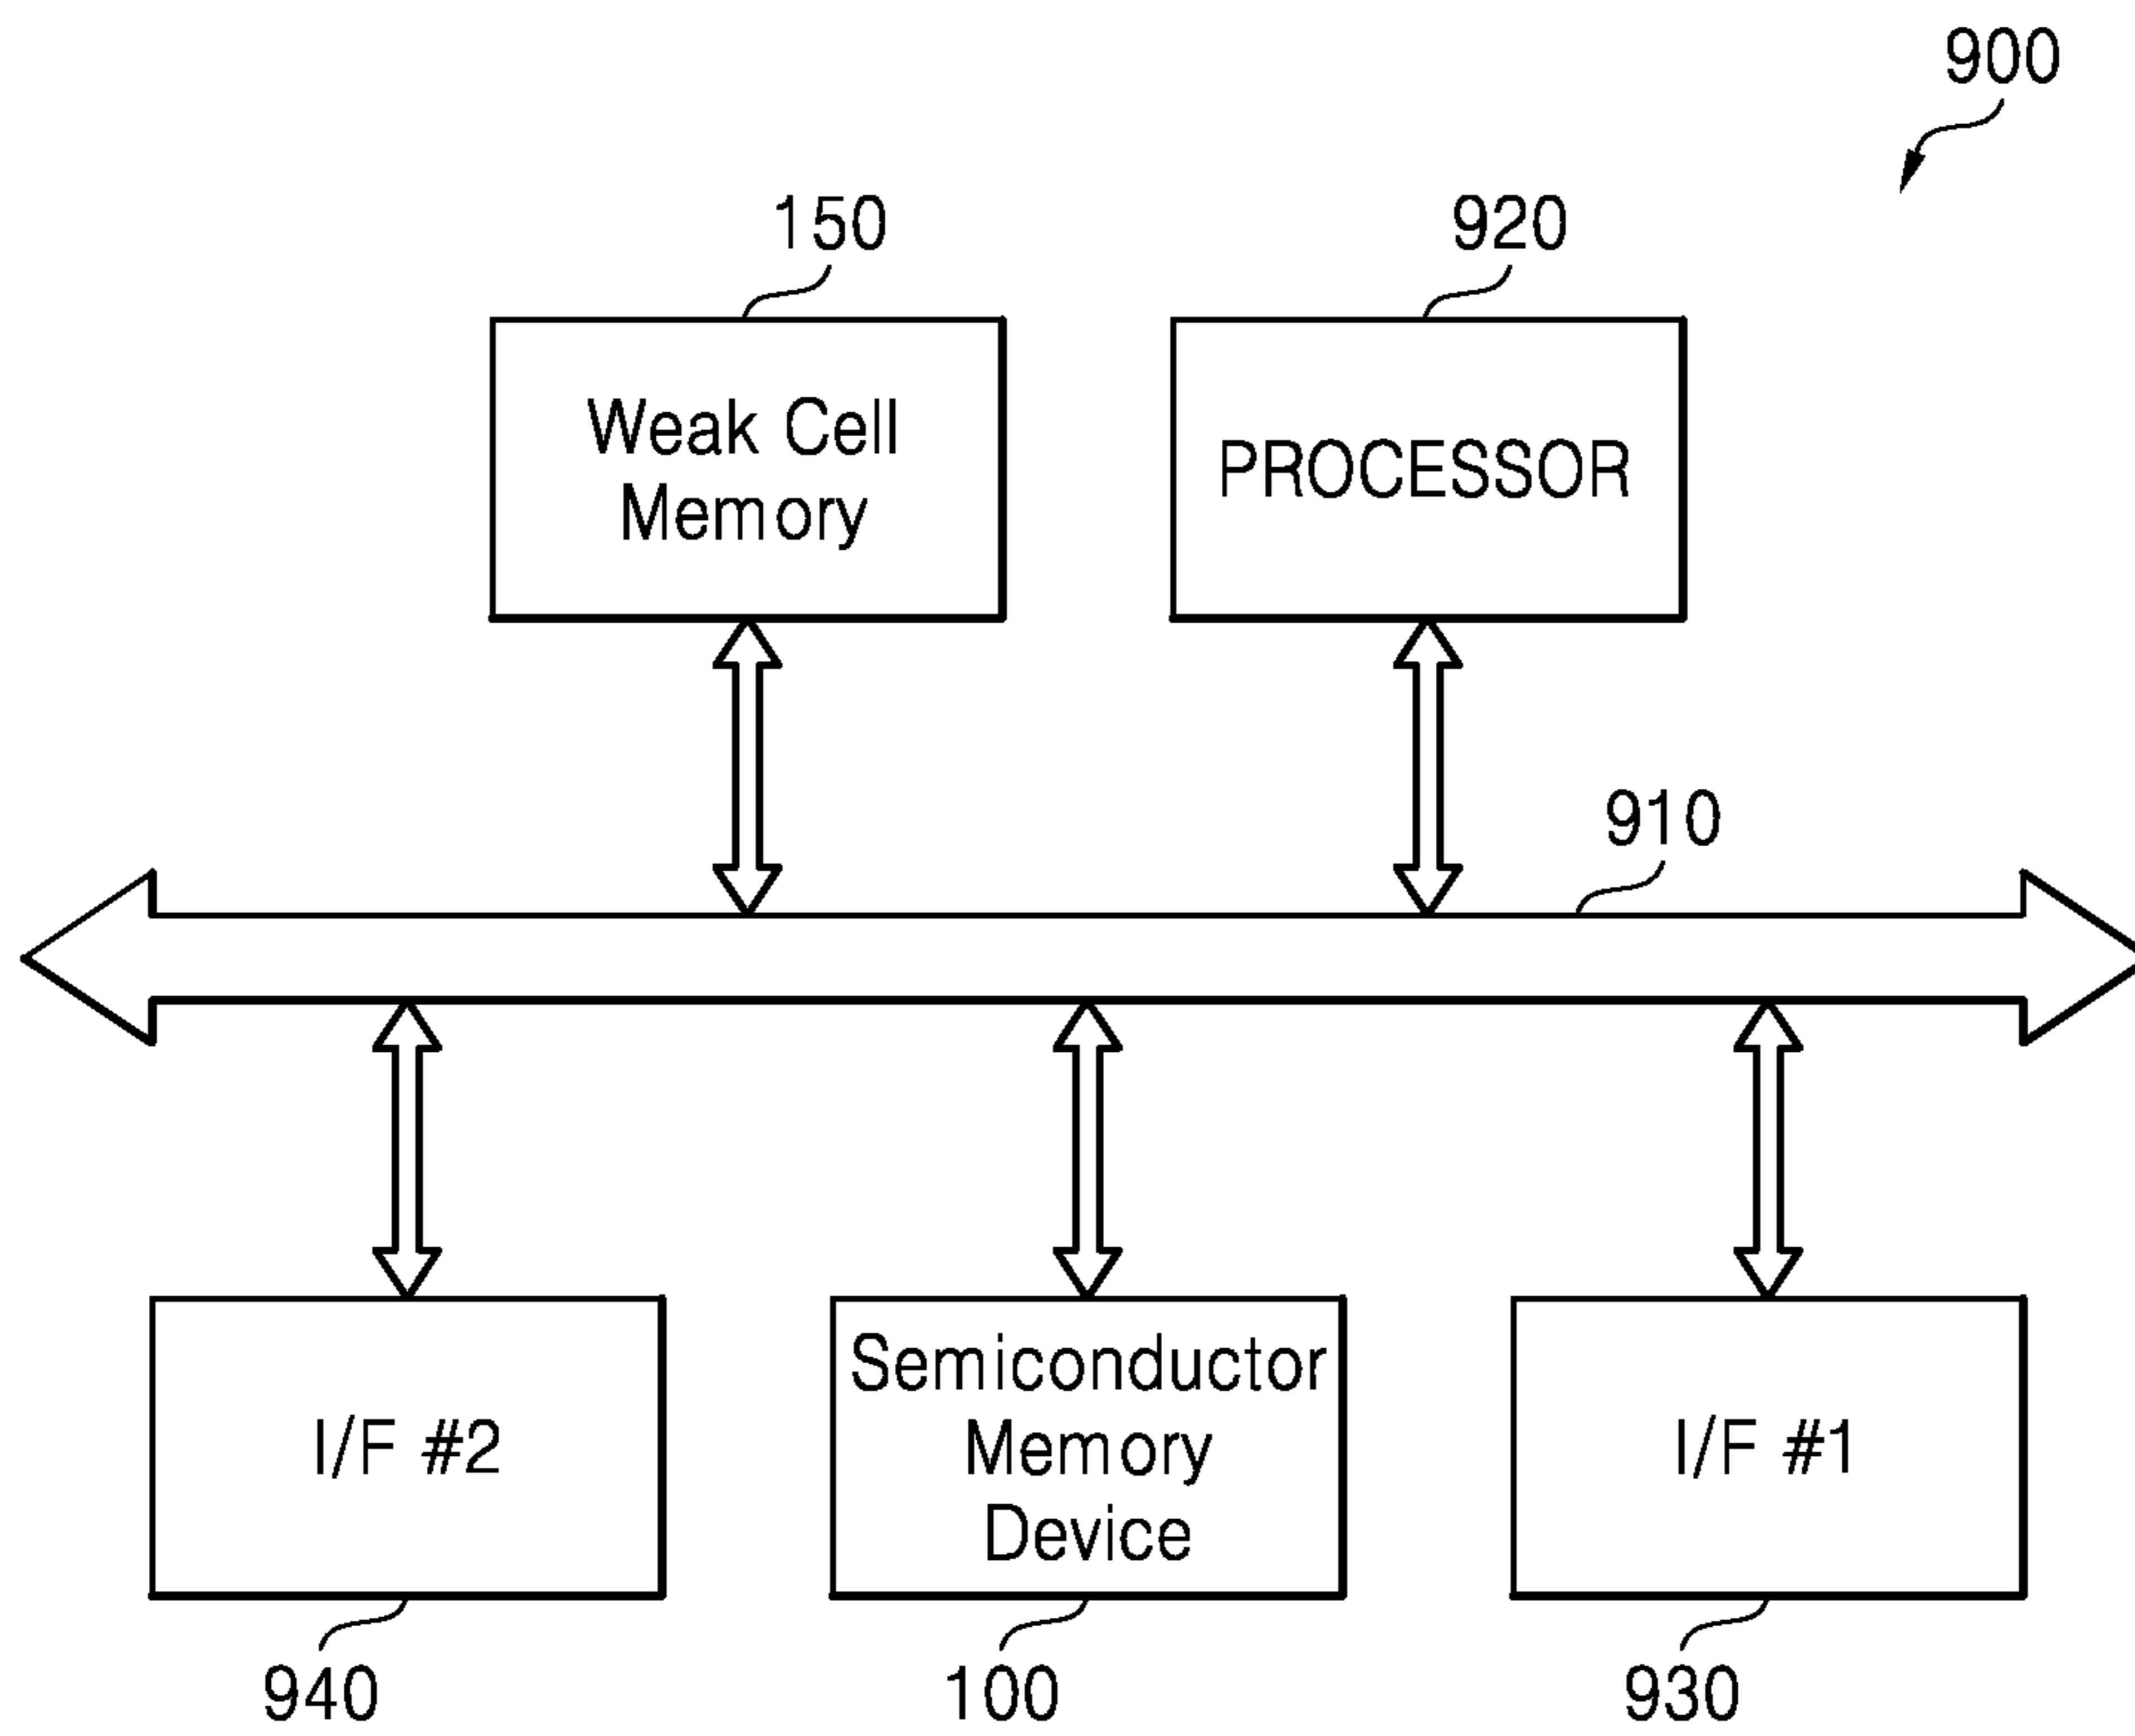 900
150
920
Weak Cell
Memory
PROCESSOR
910
I/F #2
Semiconductor
Memory
Device
I/F #1
940
100
930